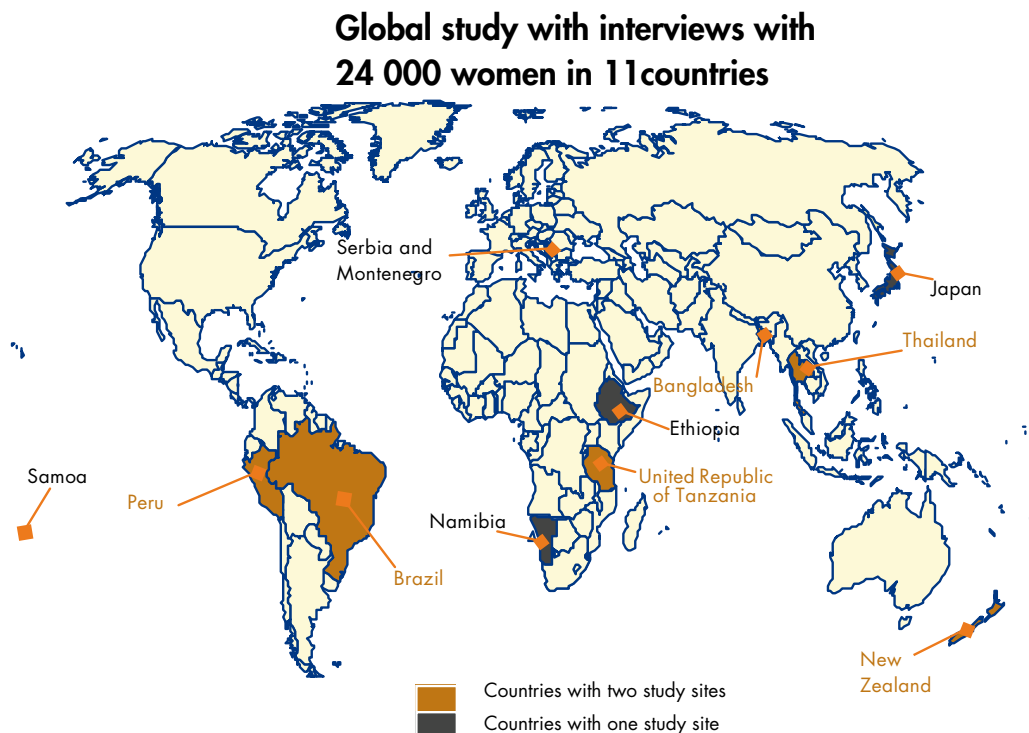 Global study with interviews with
24 000 women in 11countries
Serbia and
Montenegro
Japan
Thailand
Bangladesh
Ethiopia
Samoa
Peru
United Republic
of Tanzania
Namibia
Brazil
New
Zealand
Countries with two study sites
Countries with one study site